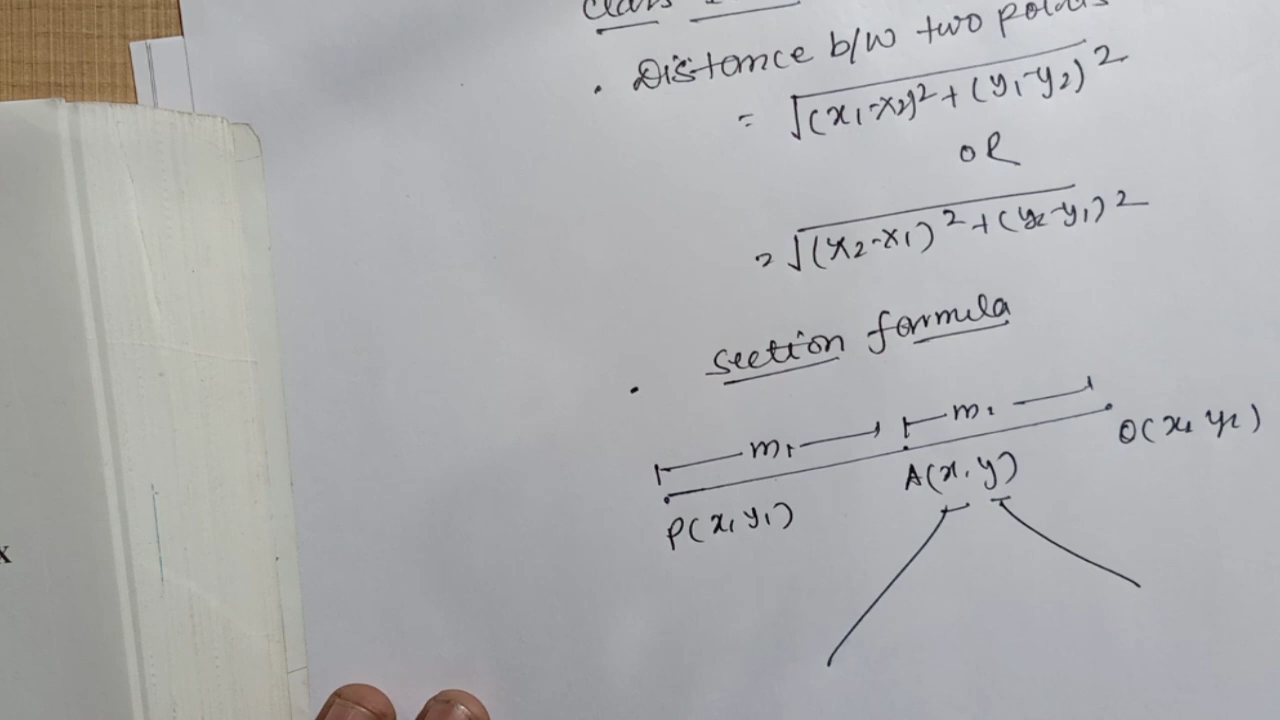 class
. Distance b/w two points
= √(x₁-x₂)² + (y₁-y₂)²
OR
= √(x₂-x₁)² + (y₂-y₁)²
. Section formula
m₁ m₂
P(x₁ y₁) A(x, y) Q(x₂ y₂)
x